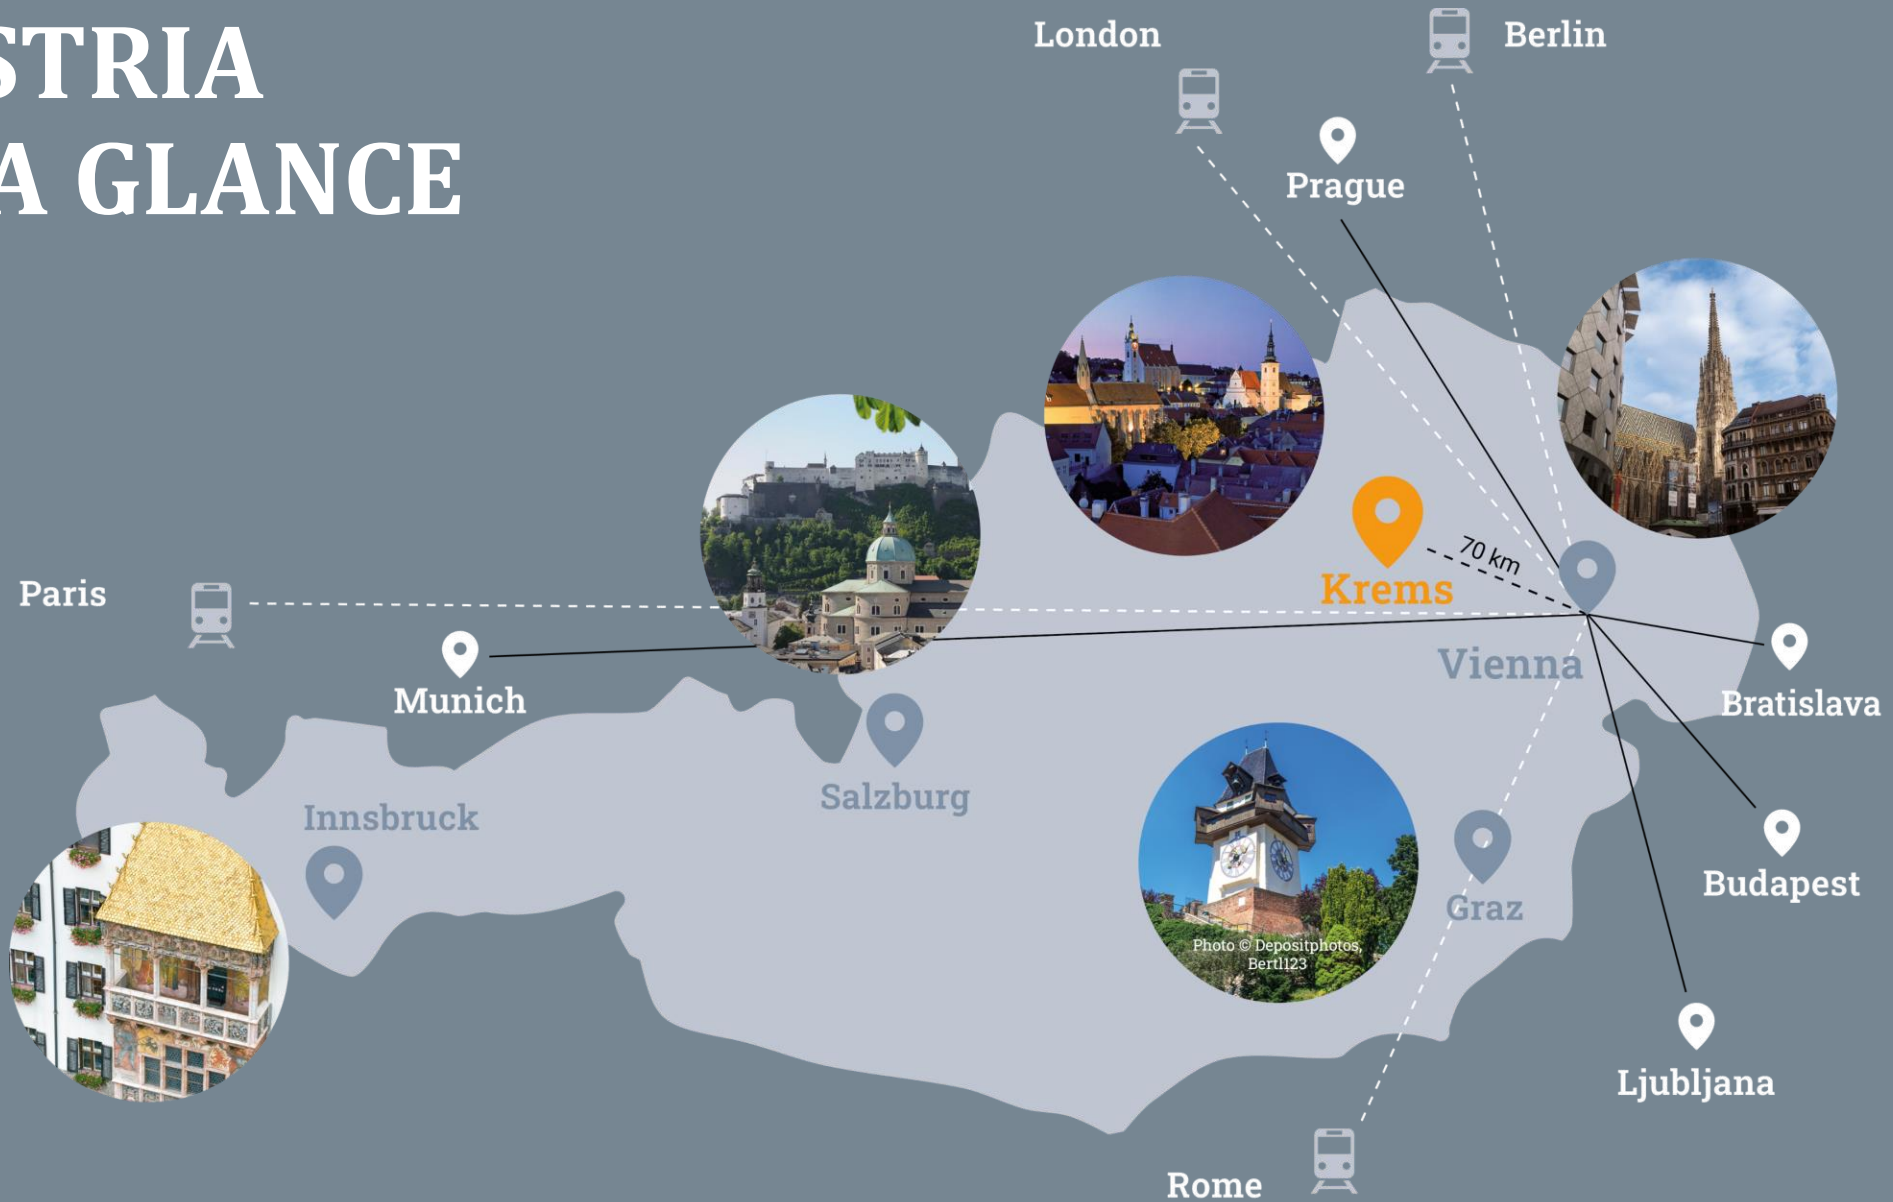 STRIA
A GLANCE
London
Berlin
Prague
70 km
Krems
Paris
Munich
Vienna
Bratislava
Salzburg
Innsbruck
Budapest
Graz
Photo © Depositphotos,
Bertl123
Ljubljana
Rome